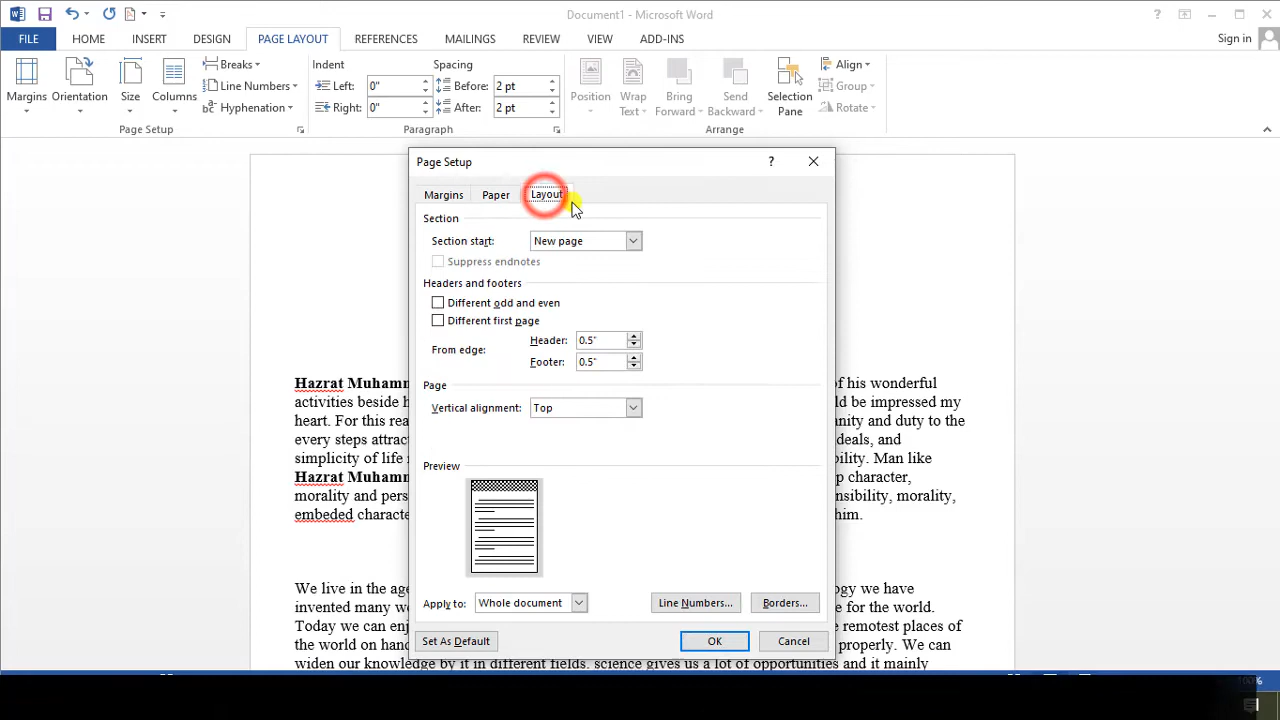 Document1 - Microsoft Word
FILE HOME INSERT DESIGN PAGE LAYOUT REFERENCES MAILINGS REVIEW VIEW ADD-INS Sign in
Margins Orientation Size Columns
Breaks
Line Numbers
Hyphenation
Page Setup
Indent Spacing
Left: 0" Before: 2 pt
Right: 0" After: 2 pt
Paragraph
Position Wrap Text Bring Forward Send Backward Selection Pane
Align
Group
Rotate
Arrange
Page Setup
Margins Paper Layout
Section
Section start: New page
Suppress endnotes
Headers and footers
Different odd and even
Different first page
From edge:
Header: 0.5"
Footer: 0.5"
Page
Vertical alignment: Top
Preview
Apply to: Whole document Line Numbers... Borders...
Set As Default OK Cancel
Hazrat Muhamm of his wonderful
activities beside h ld be impressed my
heart. For this rea anity and duty to the
every steps attrac deals, and
simplicity of life bility. Man like
Hazrat Muhamm p character,
morality and pers nsibility, morality,
embeded characte him.
We live in the age ogy we have
invented many w e for the world.
Today we can enj e remotest places of
the world on hand properly. We can
widen our knowledge by it in different fields. science gives us a lot of opportunities and it mainly
100%